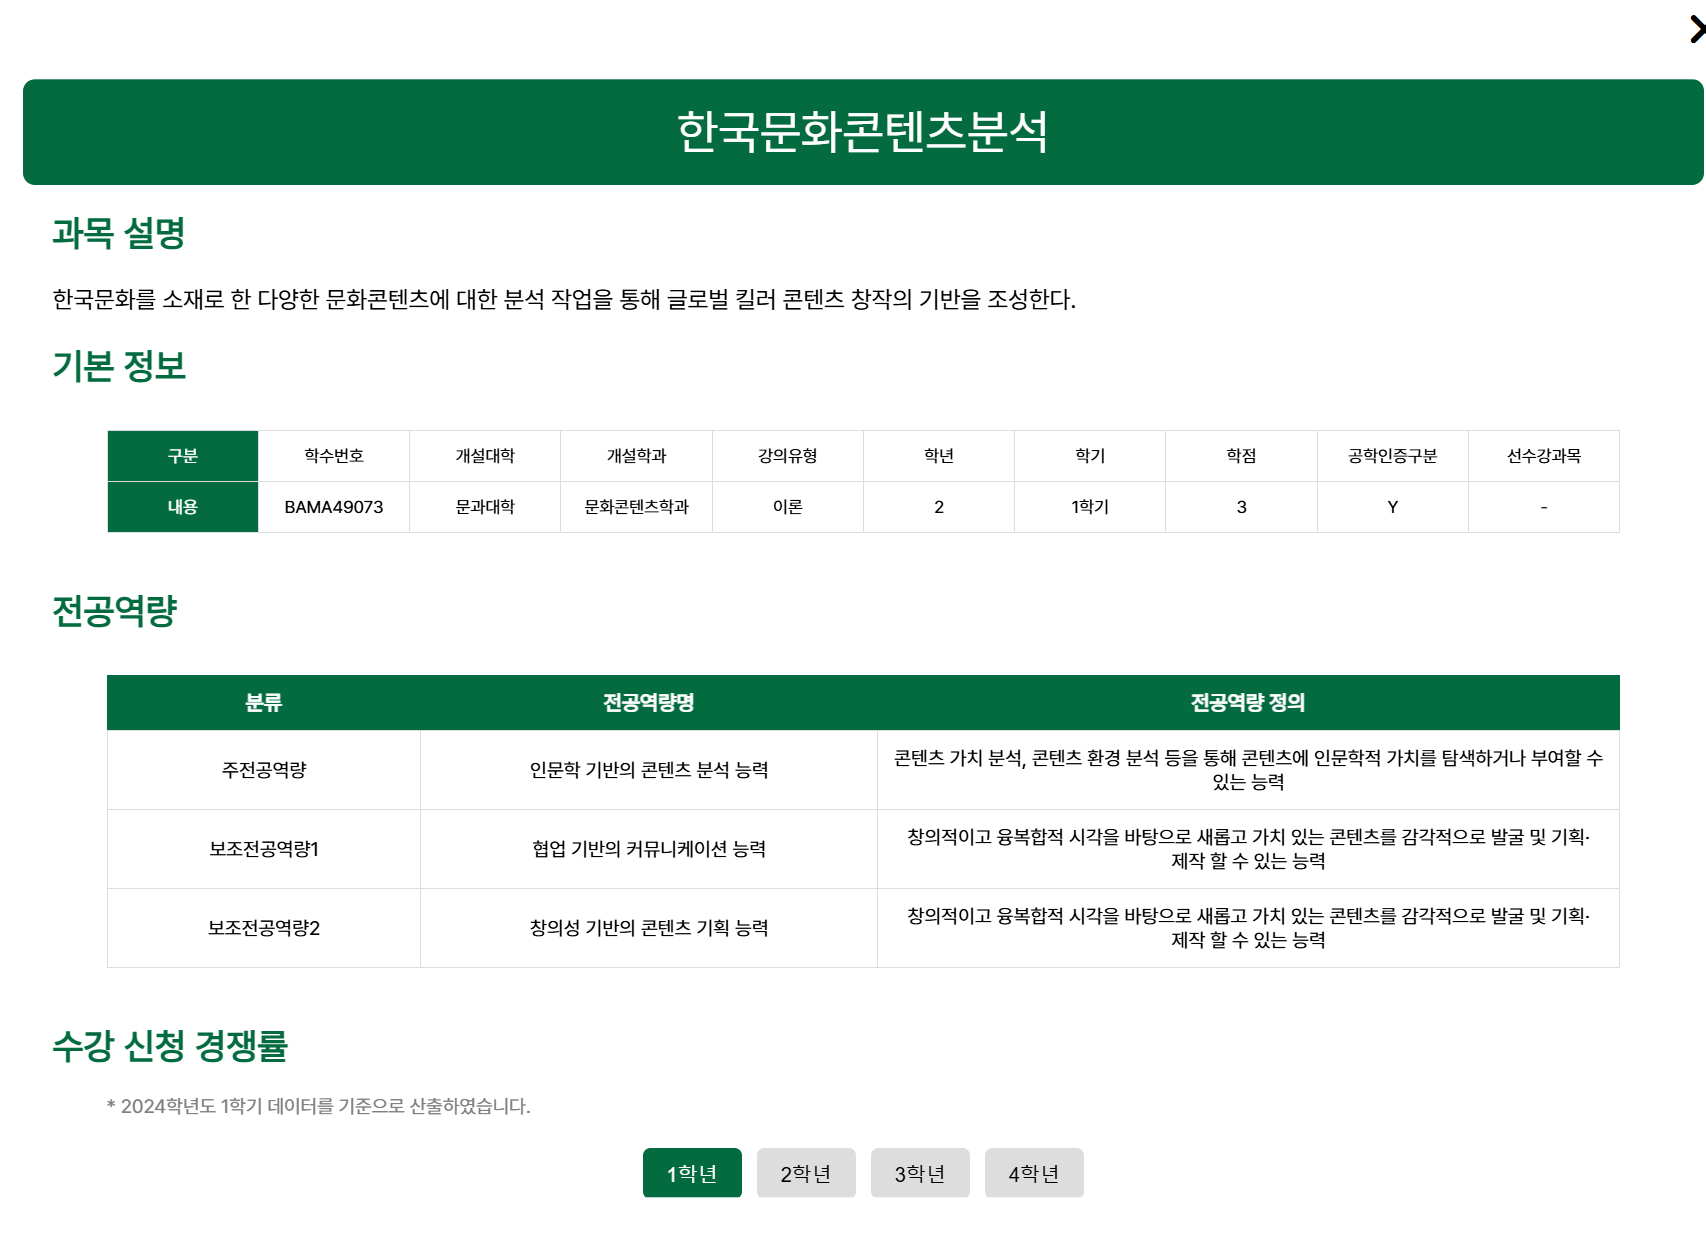 한국문화콘텐츠분석
과목 설명
한국문화를 소재로 한 다양한 문화콘텐츠에 대한 분석 작업을 통해 글로벌 킬러 콘텐츠 창작의 기반을 조성한다.
기본 정보
구분 학수번호 개설대학 개설학과 강의유형 학년 학기 학점 공학인증구분 선수강과목
내용 BAMA49073 문과대학 문화콘텐츠학과 이론 2 1학기 3 Y -
전공역량
분류 전공역량명 전공역량 정의
주전공역량 인문학 기반의 콘텐츠 분석 능력 콘텐츠 가치 분석, 콘텐츠 환경 분석 등을 통해 콘텐츠에 인문학적 가치를 탐색하거나 부여할 수
있는 능력
보조전공역량1 협업 기반의 커뮤니케이션 능력 창의적이고 융복합적 시각을 바탕으로 새롭고 가치 있는 콘텐츠를 감각적으로 발굴 및 기획·
제작 할 수 있는 능력
보조전공역량2 창의성 기반의 콘텐츠 기획 능력 창의적이고 융복합적 시각을 바탕으로 새롭고 가치 있는 콘텐츠를 감각적으로 발굴 및 기획·
제작 할 수 있는 능력
수강 신청 경쟁률
* 2024학년도 1학기 데이터를 기준으로 산출하였습니다.
1학년 2학년 3학년 4학년